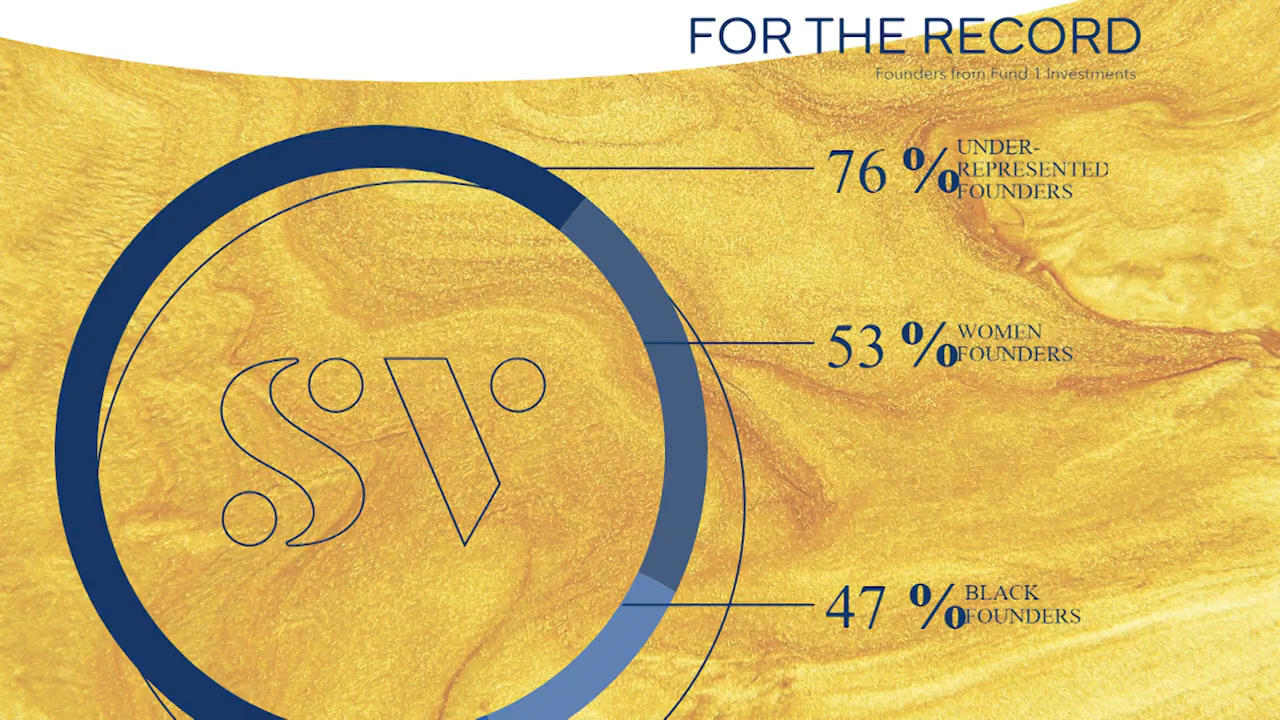 FOR THE RECORD
Founders from Fund 1 Investments
76 % UNDER-
REPRESENTED
FOUNDERS
53 % WOMEN
FOUNDERS
SV
47 % BLACK
FOUNDERS